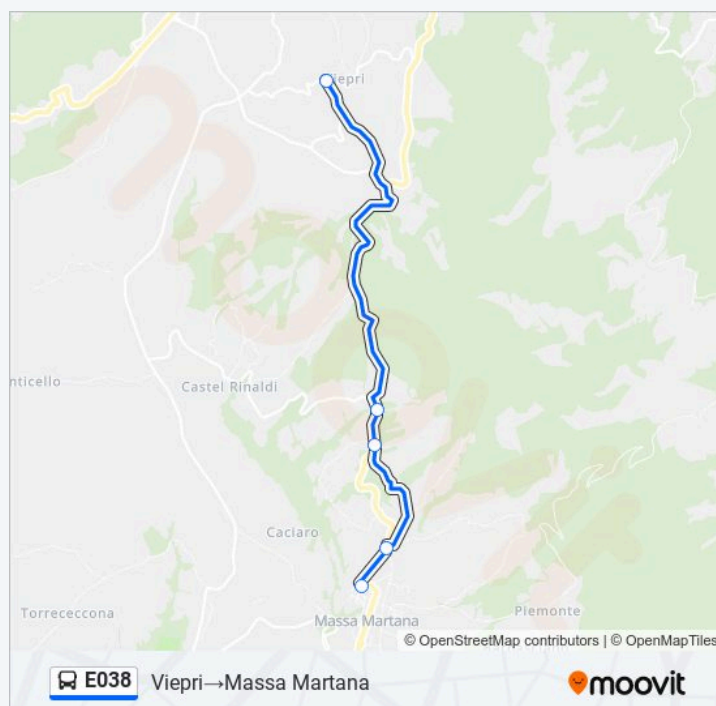 Viepri
nticello
Castel Rinaldi
Caciaro
Torrececcona
Massa Martana
Piemonte
© OpenStreetMap contributors | © OpenMapTiles
E038 Viepri→Massa Martana
moovit